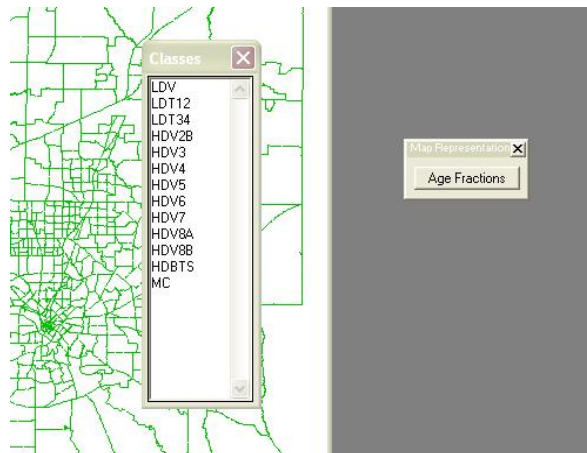 Classes
LDV
LDT12
LDT34
HDV2B
HDV3
HDV4
HDV5
HDV6
HDV7
HDV8A
HDV8B
HDBTS
MC
Map Representation
Age Fractions